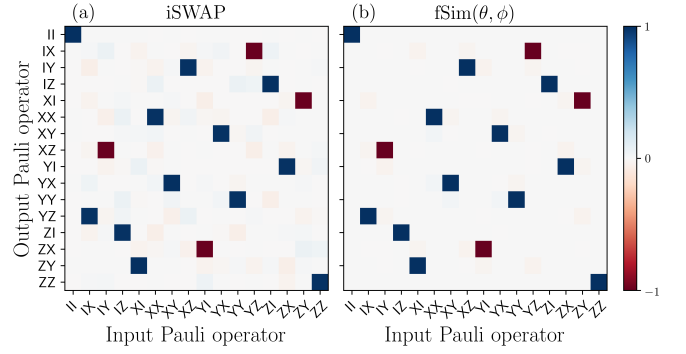 (a) iSWAP
(b) fSim(θ, ϕ)
Output Pauli operator
II
IX
IY
IZ
XI
XX
XY
XZ
YI
YX
YY
YZ
ZI
ZX
ZY
ZZ
II IX IY IZ XI XX XY XZ YI YX YY YZ ZI ZX ZY ZZ
Input Pauli operator
II IX IY IZ XI XX XY XZ YI YX YY YZ ZI ZX ZY ZZ
Input Pauli operator
1
0
−1